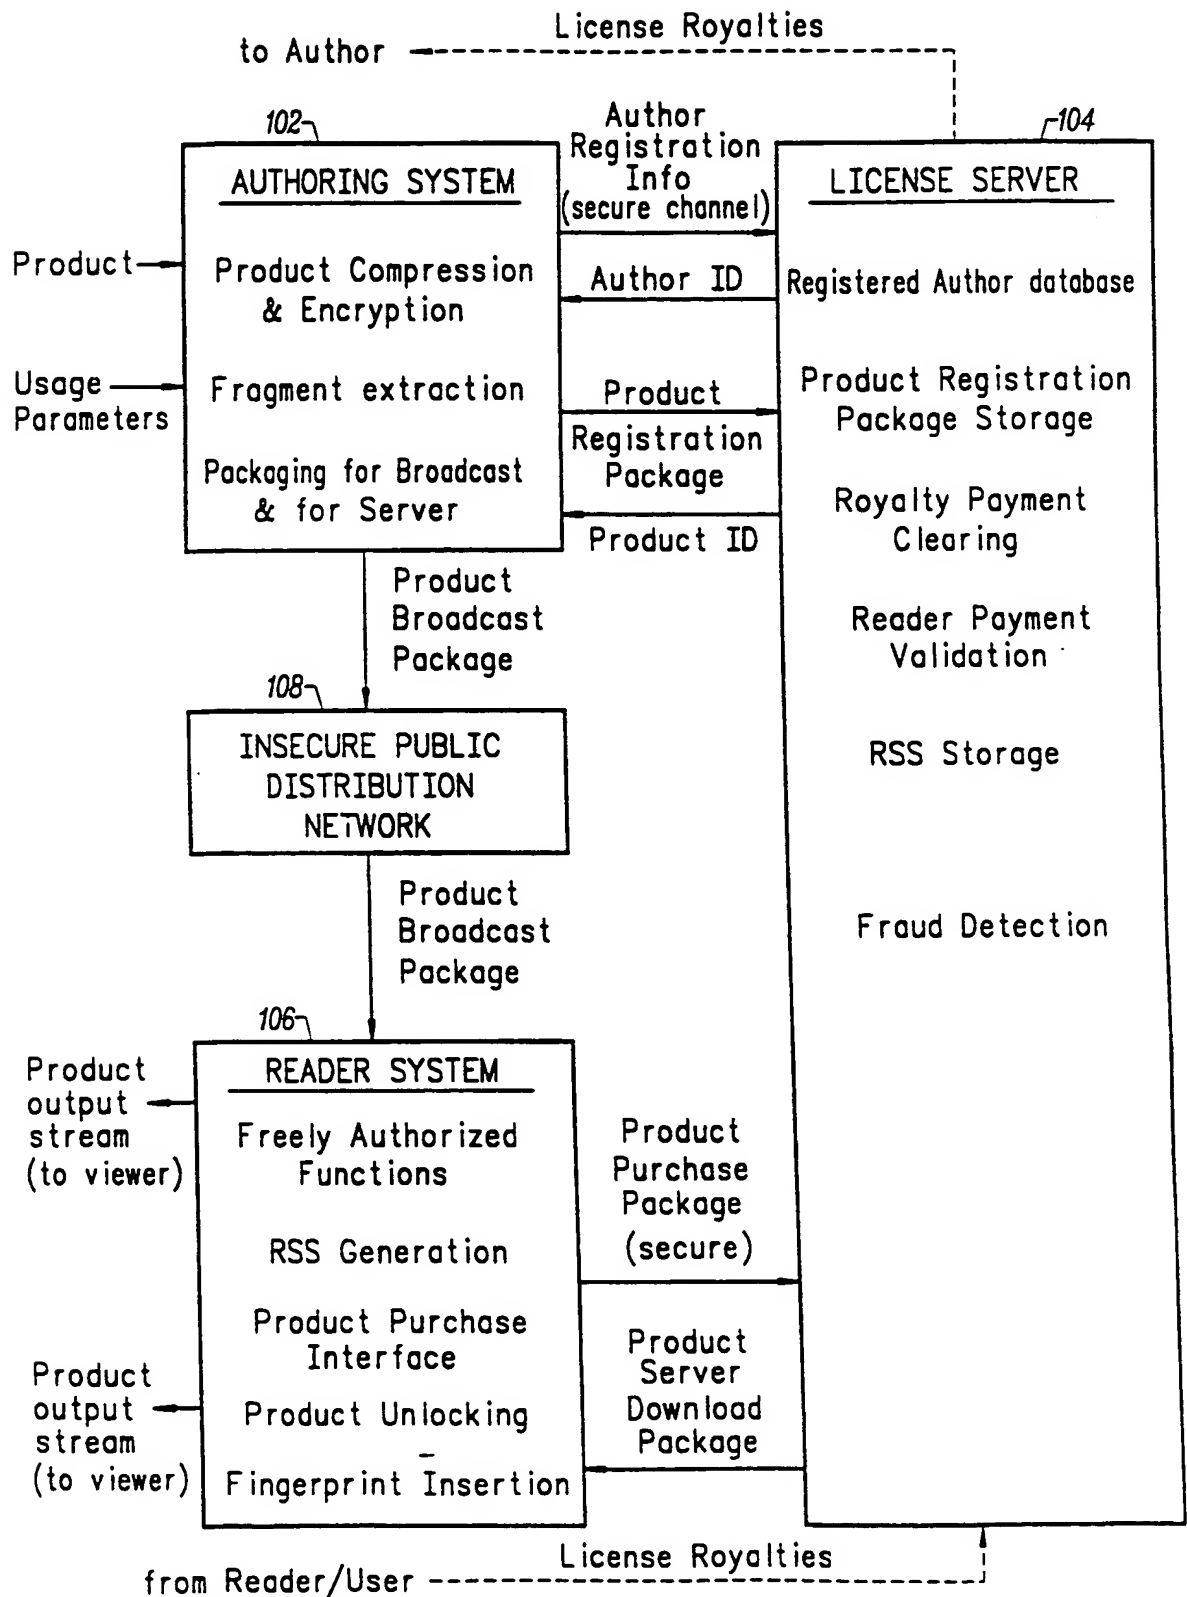 License Royalties
to Author
102
Author
Registration
Info
(secure channel)
104
AUTHORING SYSTEM
LICENSE SERVER
Product
Product Compression
& Encryption
Author ID
Registered Author database
Usage
Parameters
Fragment extraction
Product
Registration
Package
Product Registration
Package Storage
Packaging for Broadcast
& for Server
Product ID
Royalty Payment
Clearing
Product
Broadcast
Package
Reader Payment
Validation
108
INSECURE PUBLIC
DISTRIBUTION
NETWORK
RSS Storage
Product
Broadcast
Package
Fraud Detection
106
READER SYSTEM
Product
output
stream
(to viewer)
Freely Authorized
Functions
Product
Purchase
Package
(secure)
RSS Generation
Product Purchase
Interface
Product
Server
Download
Package
Product
output
stream
(to viewer)
Product Unlocking
Fingerprint Insertion
License Royalties
from Reader/User